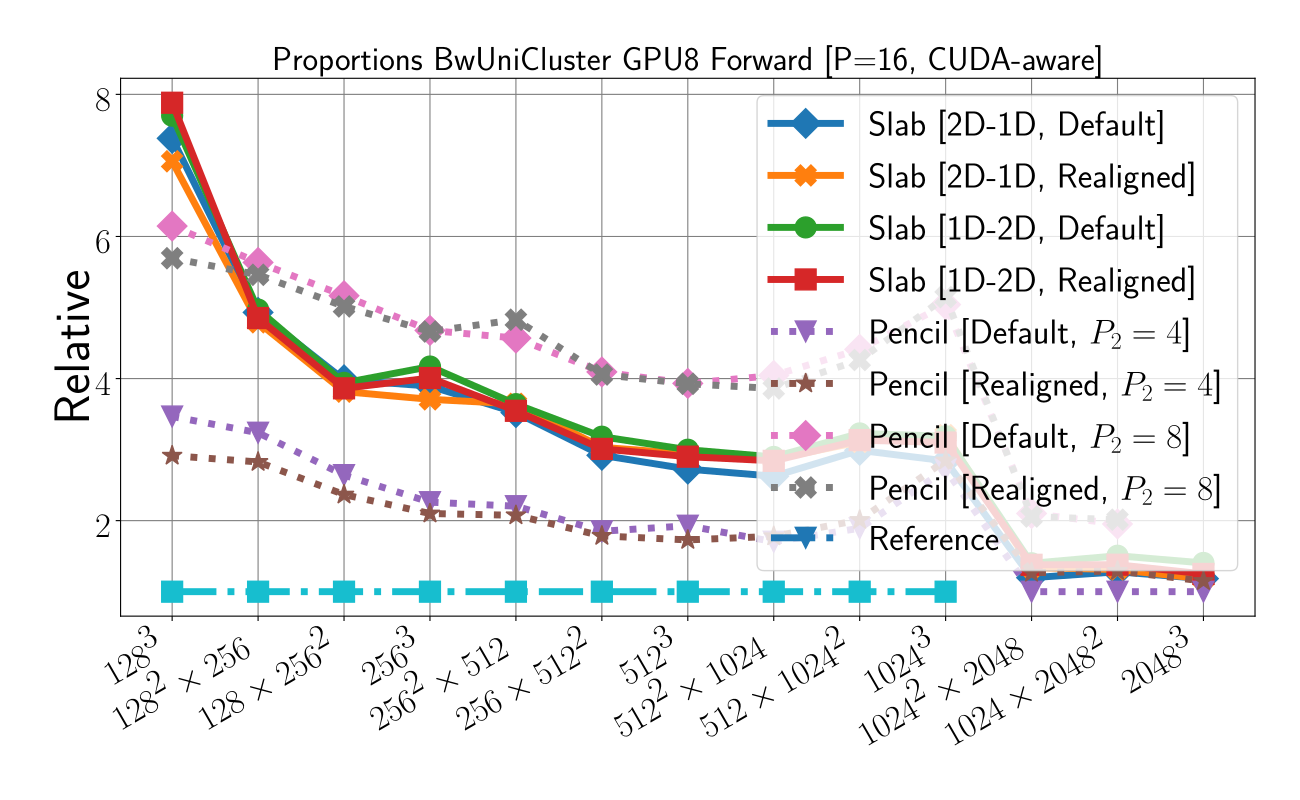 Proportions BwUniCluster GPU8 Forward [P=16, CUDA-aware]
Relative
8
6
4
2
Slab [2D-1D, Default]
Slab [2D-1D, Realigned]
Slab [1D-2D, Default]
Slab [1D-2D, Realigned]
Pencil [Default, P₂ = 4]
Pencil [Realigned, P₂ = 4]
Pencil [Default, P₂ = 8]
Pencil [Realigned, P₂ = 8]
Reference
128³
128² × 256
128 × 256²
256³
256² × 512
256 × 512²
512³
512² × 1024
512 × 1024²
1024³
1024² × 2048
1024 × 2048²
2048³